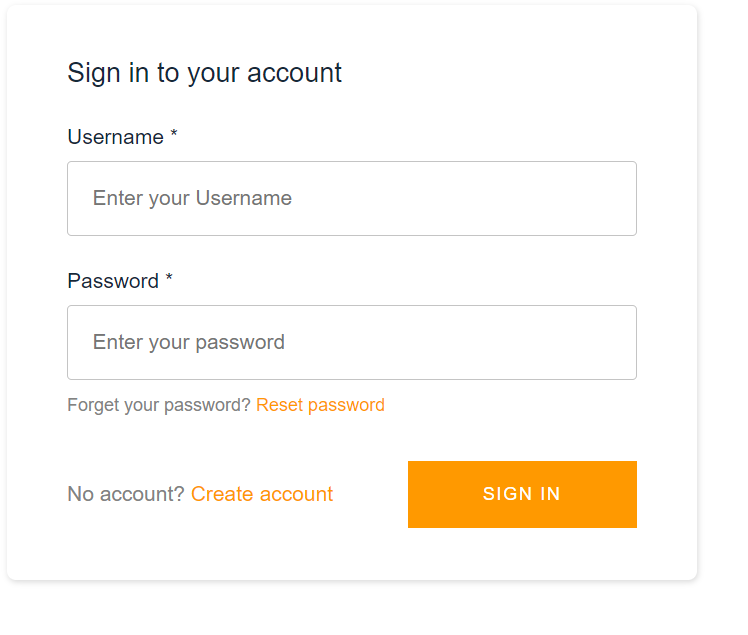 Sign in to your account
Username *
Enter your Username
Password *
Enter your password
Forget your password? Reset password
No account? Create account
SIGN IN